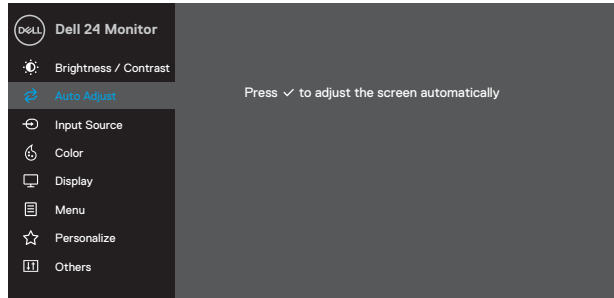 DELL
Dell 24 Monitor
Brightness / Contrast
Auto Adjust
Press ✓ to adjust the screen automatically
Input Source
Color
Display
Menu
Personalize
Others